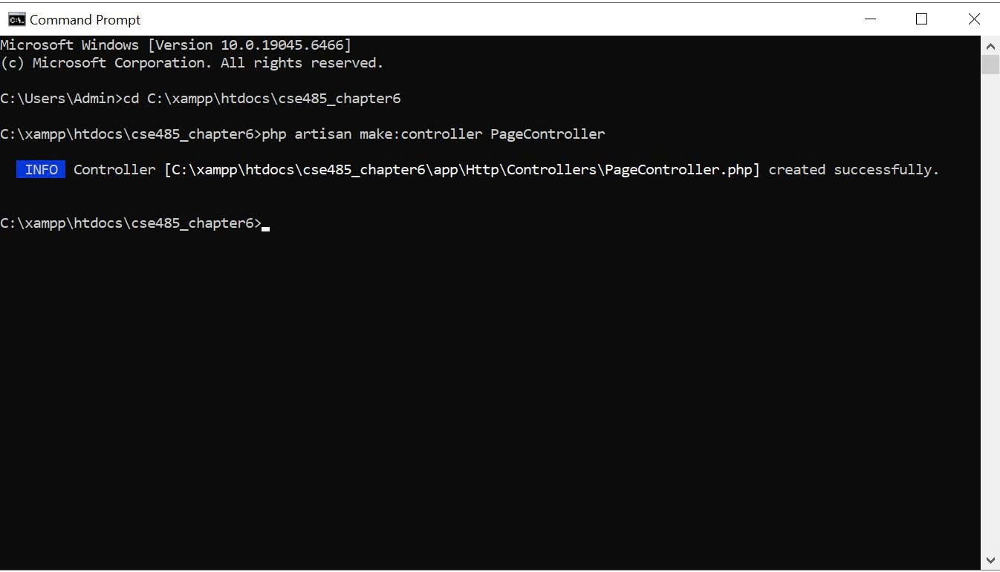 Command Prompt
Microsoft Windows [Version 10.0.19045.6466]
(c) Microsoft Corporation. All rights reserved.
C:\Users\Admin>cd C:\xampp\htdocs\cse485_chapter6
C:\xampp\htdocs\cse485_chapter6>php artisan make:controller PageController
INFO Controller [C:\xampp\htdocs\cse485_chapter6\app\Http\Controllers\PageController.php] created successfully.
C:\xampp\htdocs\cse485_chapter6>